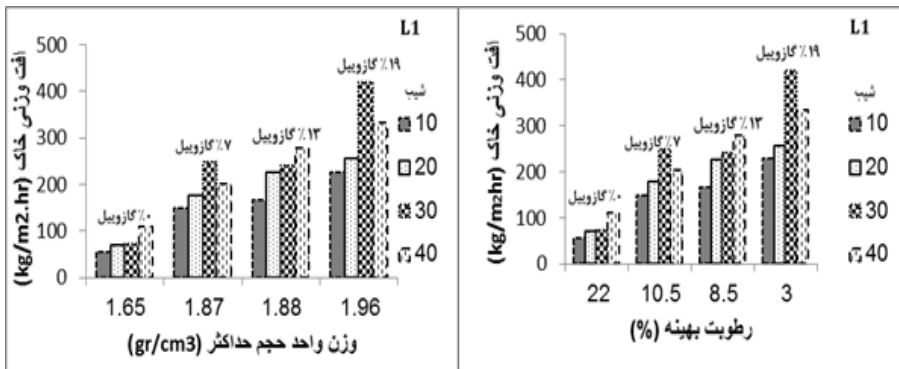 L1
افت وزنی خاک (kg/m2.hr)
500
400
300
200
100
0
۰٪ گازوییل
۷٪ گازوییل
۱۳٪ گازوییل
۱۹٪ گازوییل
1.65 1.87 1.88 1.96
وزن واحد حجم حداکثر (gr/cm3)
شیب
10
20
30
40
L1
افت وزنی خاک (kg/m2hr)
500
400
300
200
100
0
۰٪ گازوییل
۷٪ گازوییل
۱۳٪ گازوییل
۱۹٪ گازوییل
22 10.5 8.5 3
رطوبت بهینه (%)
شیب
10
20
30
40